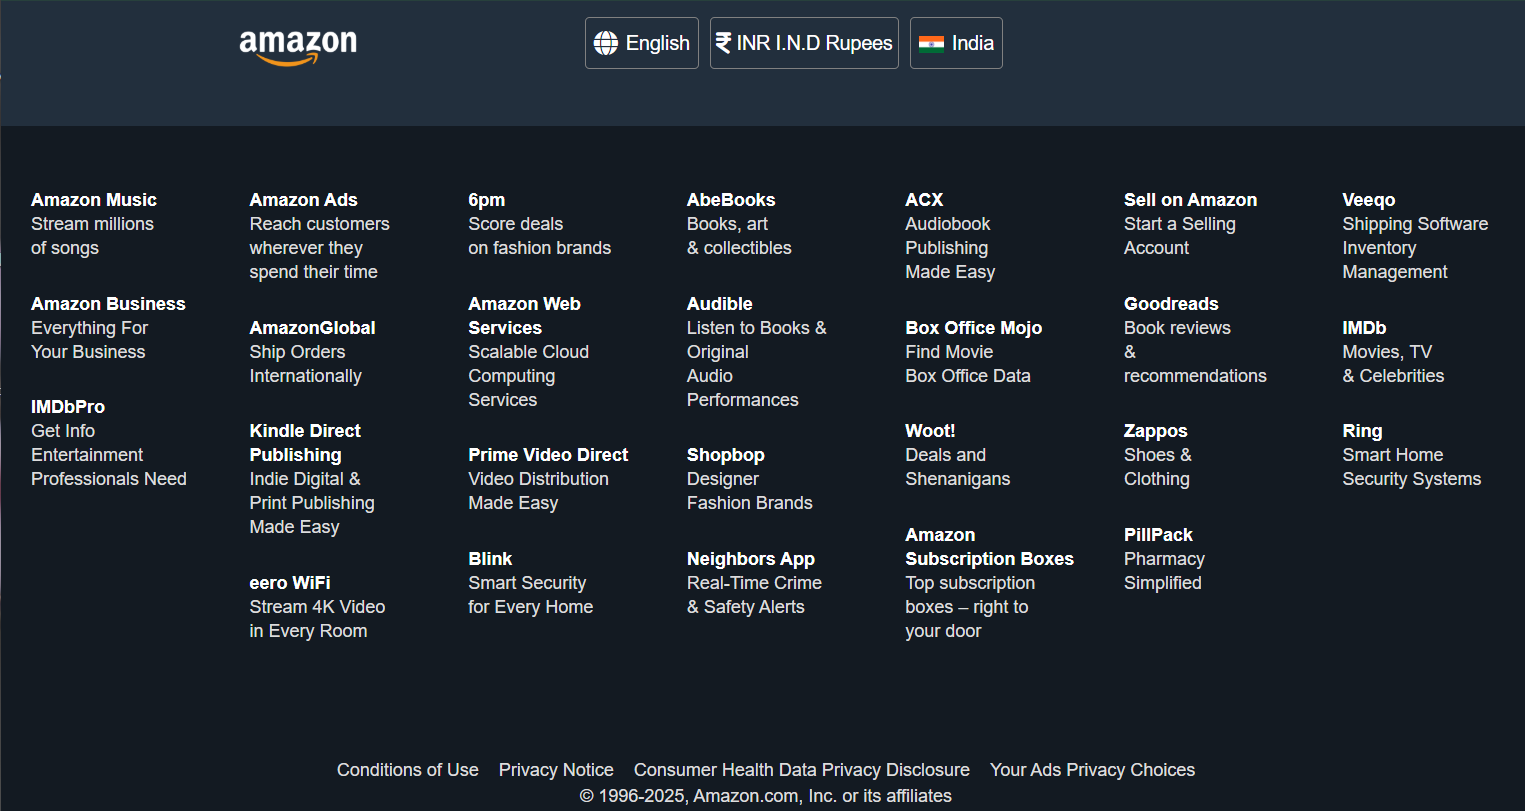 amazon
English
₹ INR I.N.D Rupees
India
Amazon Music
Stream millions
of songs
Amazon Business
Everything For
Your Business
IMDbPro
Get Info
Entertainment
Professionals Need
Amazon Ads
Reach customers
wherever they
spend their time
AmazonGlobal
Ship Orders
Internationally
Kindle Direct
Publishing
Indie Digital &
Print Publishing
Made Easy
eero WiFi
Stream 4K Video
in Every Room
6pm
Score deals
on fashion brands
Amazon Web
Services
Scalable Cloud
Computing
Services
Prime Video Direct
Video Distribution
Made Easy
Blink
Smart Security
for Every Home
AbeBooks
Books, art
& collectibles
Audible
Listen to Books &
Original
Audio
Performances
Shopbop
Designer
Fashion Brands
Neighbors App
Real-Time Crime
& Safety Alerts
ACX
Audiobook
Publishing
Made Easy
Box Office Mojo
Find Movie
Box Office Data
Woot!
Deals and
Shenanigans
Amazon
Subscription Boxes
Top subscription
boxes – right to
your door
Sell on Amazon
Start a Selling
Account
Goodreads
Book reviews
&
recommendations
Zappos
Shoes &
Clothing
PillPack
Pharmacy
Simplified
Veeqo
Shipping Software
Inventory
Management
IMDb
Movies, TV
& Celebrities
Ring
Smart Home
Security Systems
Conditions of Use Privacy Notice Consumer Health Data Privacy Disclosure Your Ads Privacy Choices
© 1996-2025, Amazon.com, Inc. or its affiliates